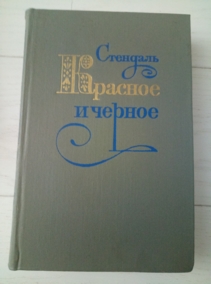 Стендаль
Красное
и черное